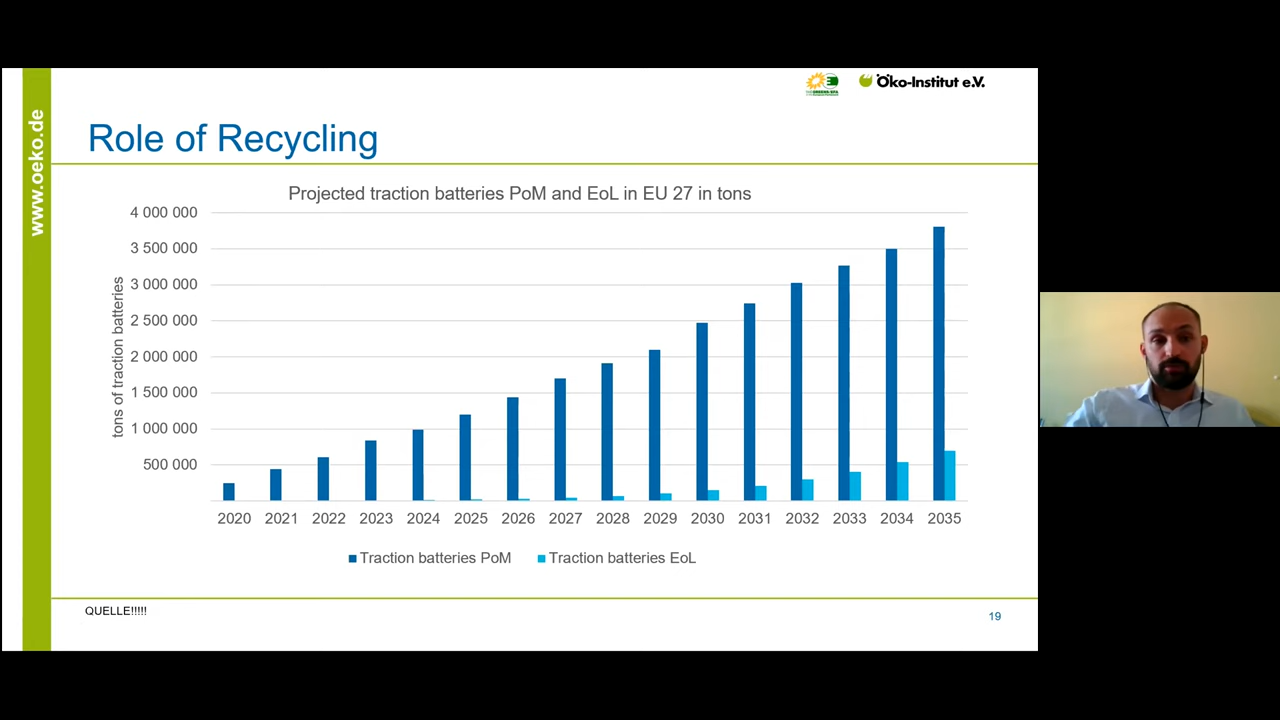 www.oeko.de
Öko-Institut e.V.
Role of Recycling
Projected traction batteries PoM and EoL in EU 27 in tons
tons of traction batteries
4 000 000
3 500 000
3 000 000
2 500 000
2 000 000
1 500 000
1 000 000
500 000
2020 2021 2022 2023 2024 2025 2026 2027 2028 2029 2030 2031 2032 2033 2034 2035
Traction batteries PoM Traction batteries EoL
QUELLE!!!!!
19